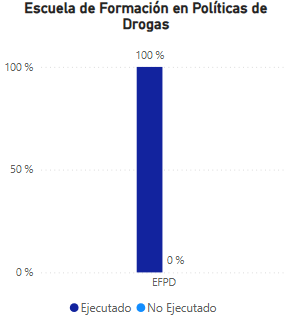 Escuela de Formación en Políticas de
Drogas
100 %
100 %
50 %
0 %
0 %
EFPD
Ejecutado No Ejecutado